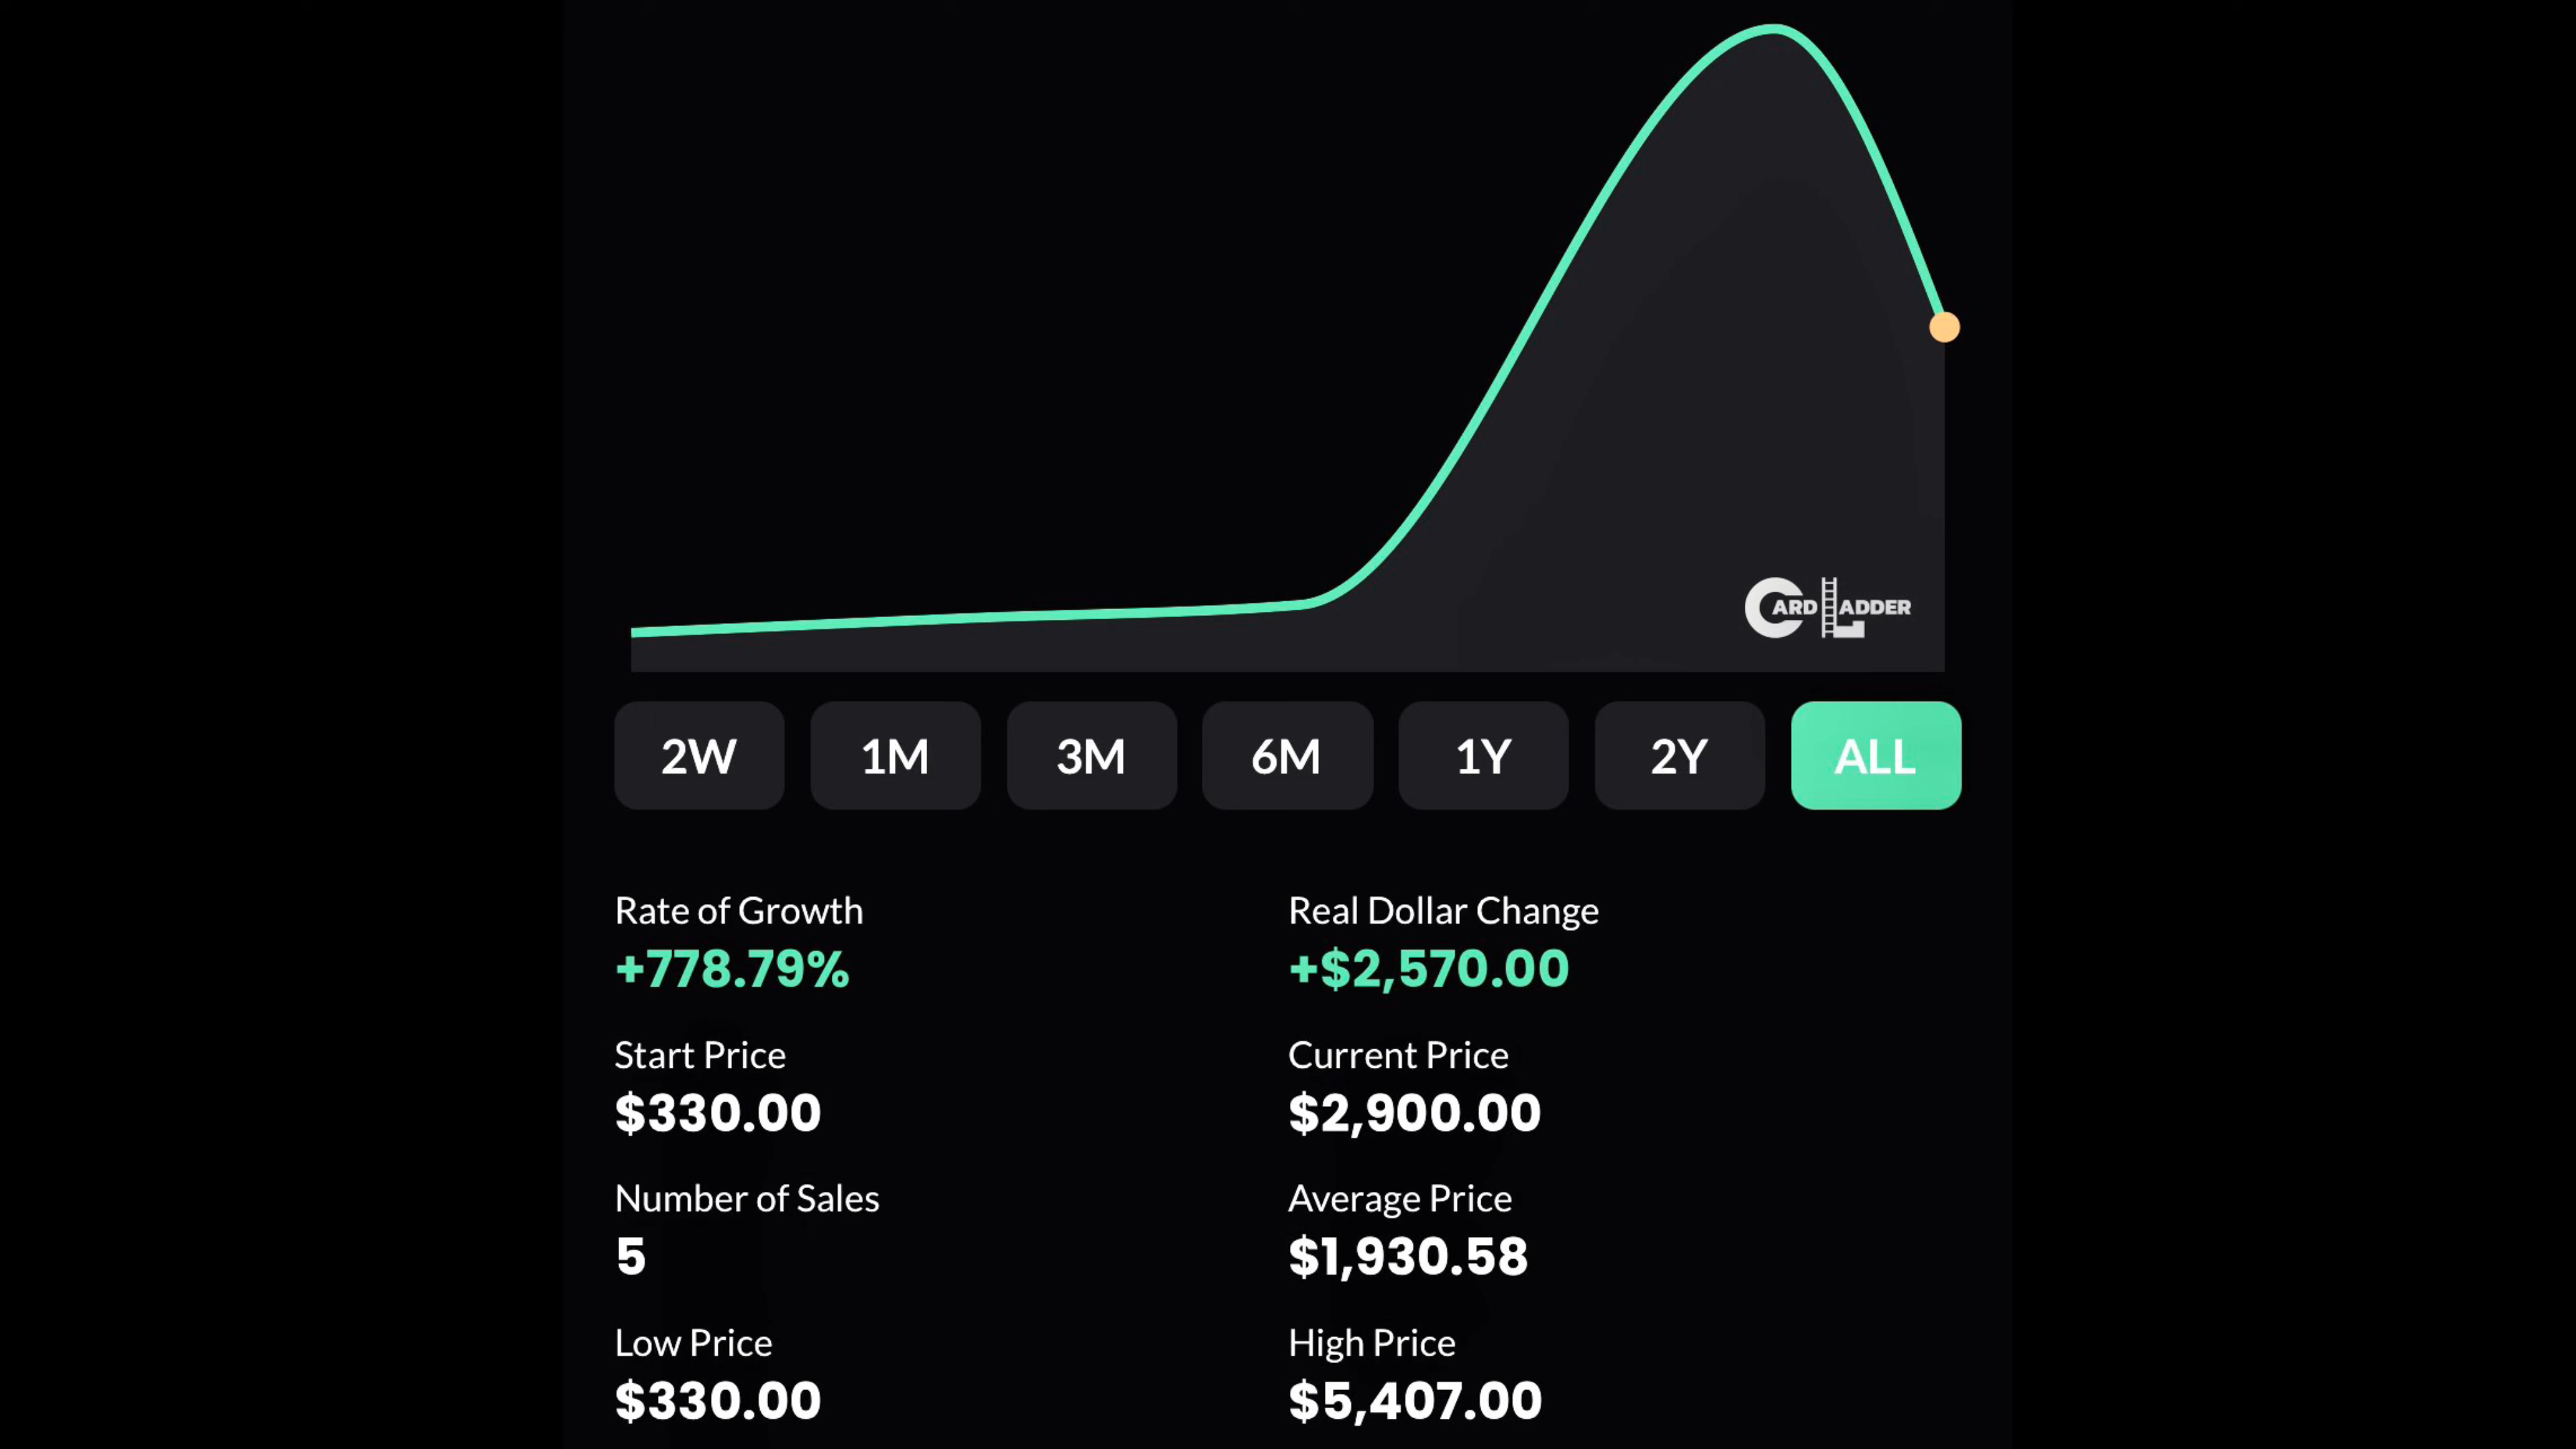 CARD LADDER
2W 1M 3M 6M 1Y 2Y ALL
Rate of Growth Real Dollar Change
+778.79% +$2,570.00
Start Price Current Price
$330.00 $2,900.00
Number of Sales Average Price
5 $1,930.58
Low Price High Price
$330.00 $5,407.00